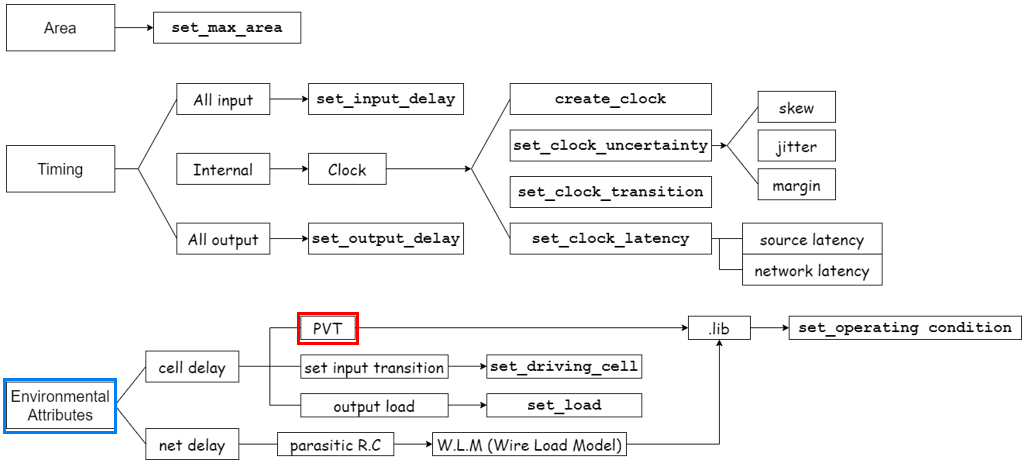 Area
set_max_area
Timing
All input
set_input_delay
Internal
Clock
All output
set_output_delay
create_clock
set_clock_uncertainty
skew
jitter
margin
set_clock_transition
set_clock_latency
source latency
network latency
Environmental
Attributes
cell delay
PVT
.lib
set_operating condition
set input transition
set_driving_cell
output load
set_load
net delay
parasitic R.C
W.L.M (Wire Load Model)